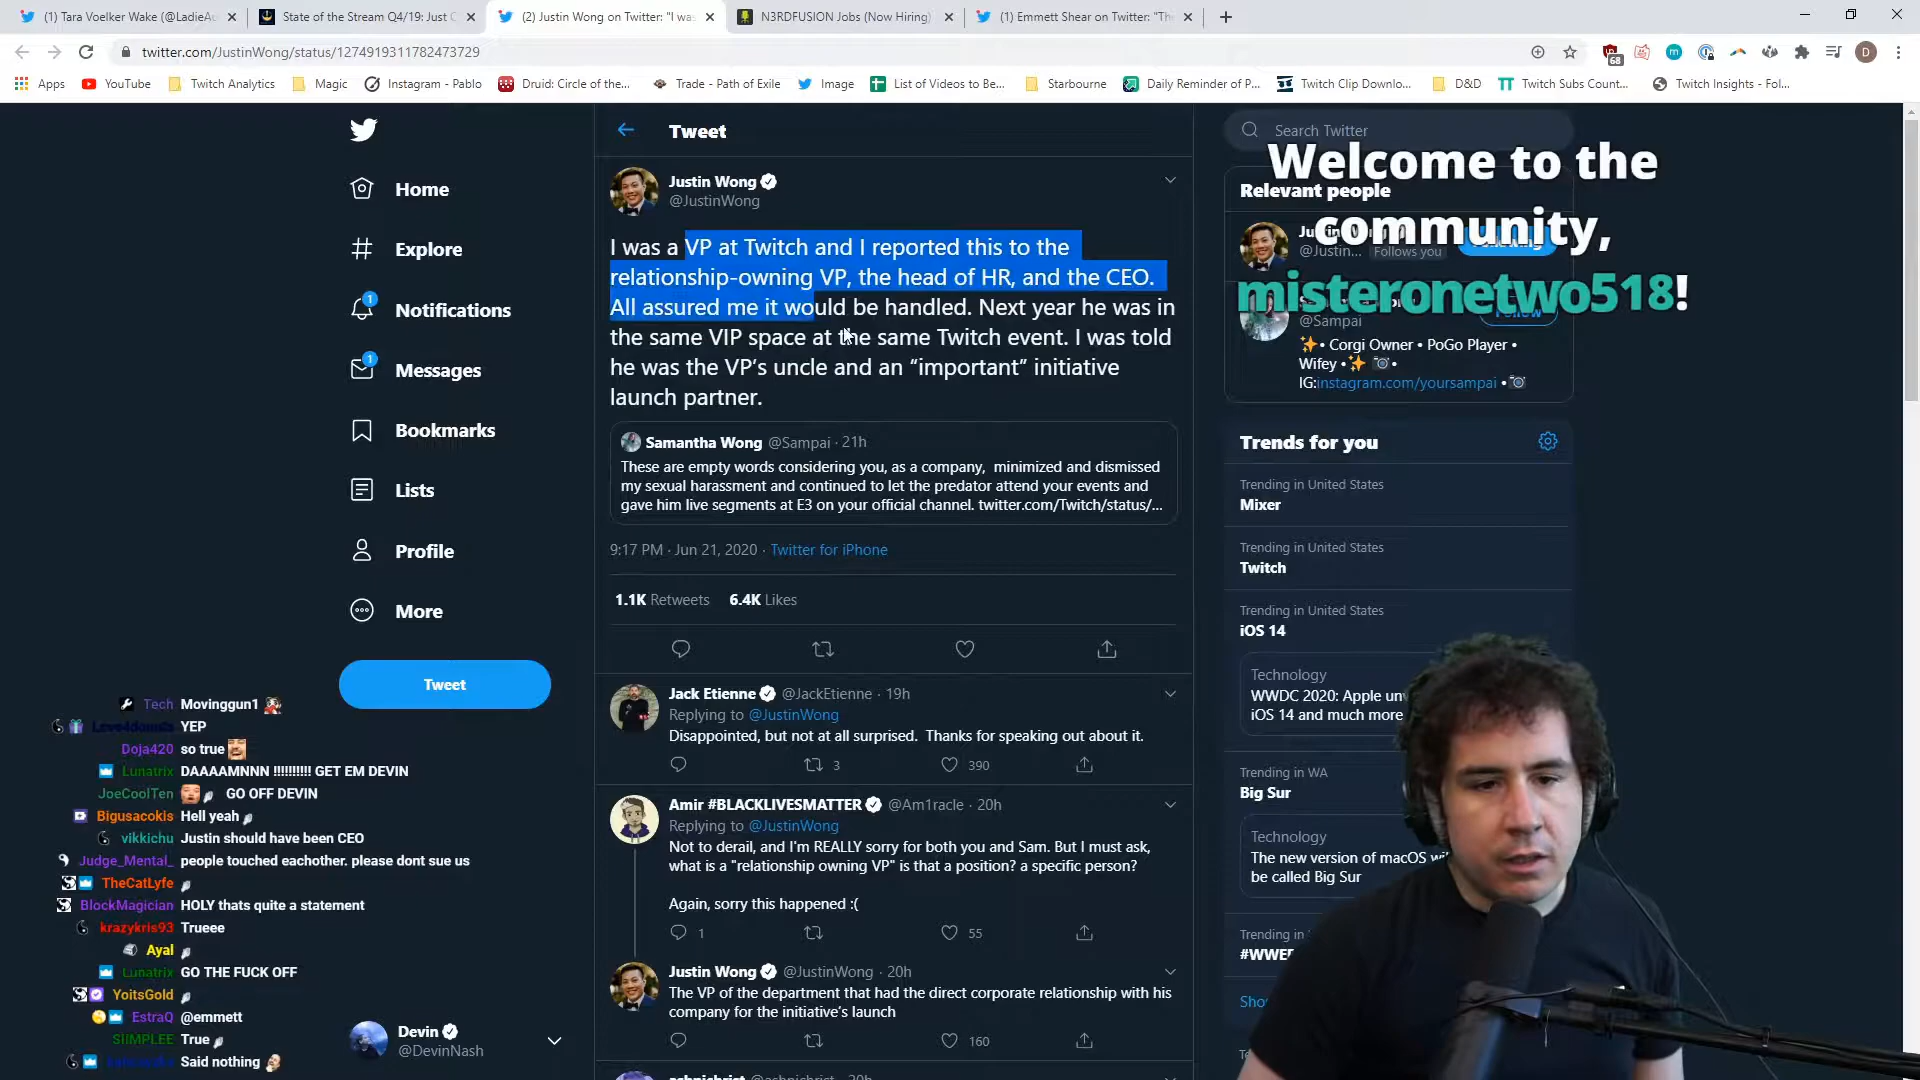 (1) Tara Voelker Wake (@LadieAu
State of the Stream Q4/19: Just C
(2) Justin Wong on Twitter: "I was
N3RDFUSION Jobs (Now Hiring)
(1) Emmett Shear on Twitter: "Th
twitter.com/JustinWong/status/1274919311782473729
68
D
Apps
YouTube
Twitch Analytics
Magic
Instagram - Pablo
Druid: Circle of the...
Trade - Path of Exile
Image
List of Videos to Be...
Starbourne
Daily Reminder of P...
Twitch Clip Downlo...
D&D
Twitch Subs Count...
Twitch Insights - Fol...
Home
Explore
1
Notifications
1
Messages
Bookmarks
Lists
Profile
More
Tweet
Tech Movinggun1
YEP
Doja420 so true
Lunatrix DAAAAMNNN !!!!!!!!!! GET EM DEVIN
JoeCoolTen GO OFF DEVIN
Bigusacokis Hell yeah
vikkichu Justin should have been CEO
Judge_Mental_ people touched eachother. please dont sue us
TheCatLyfe
BlockMagician HOLY thats quite a statement
krazykris93 Trueee
Ayal
Lunatrix GO THE FUCK OFF
YoitsGold
EstraQ @emmett
SIIMPLEE True
Said nothing
Devin
@DevinNash
Tweet
Justin Wong
@JustinWong
I was a VP at Twitch and I reported this to the
relationship-owning VP, the head of HR, and the CEO.
All assured me it would be handled. Next year he was in
the same VIP space at the same Twitch event. I was told
he was the VP's uncle and an “important” initiative
launch partner.
Samantha Wong @Sampai · 21h
These are empty words considering you, as a company, minimized and dismissed
my sexual harassment and continued to let the predator attend your events and
gave him live segments at E3 on your official channel. twitter.com/Twitch/status/...
9:17 PM · Jun 21, 2020 · Twitter for iPhone
1.1K Retweets 6.4K Likes
Jack Etienne @JackEtienne · 19h
Replying to @JustinWong
Disappointed, but not at all surprised. Thanks for speaking out about it.
3 390
Amir #BLACKLIVESMATTER @Am1racle · 20h
Replying to @JustinWong
Not to derail, and I'm REALLY sorry for both you and Sam. But I must ask,
what is a "relationship owning VP" is that a position? a specific person?
Again, sorry this happened :(
1 55
Justin Wong @JustinWong · 20h
The VP of the department that had the direct corporate relationship with his
company for the initiative's launch
160
Search Twitter
Welcome to the
community,
misteronetwo518!
Relevant people
@Justin... Follows you
@Sampai
• Corgi Owner • PoGo Player •
Wifey • •
IG:instagram.com/yoursampai •
Trends for you
Trending in United States
Mixer
Trending in United States
Twitch
Trending in United States
iOS 14
Technology
WWDC 2020: Apple
iOS 14 and much more
Trending in WA
Big Sur
Technology
The new version of macOS
be called Big Sur
Trending in